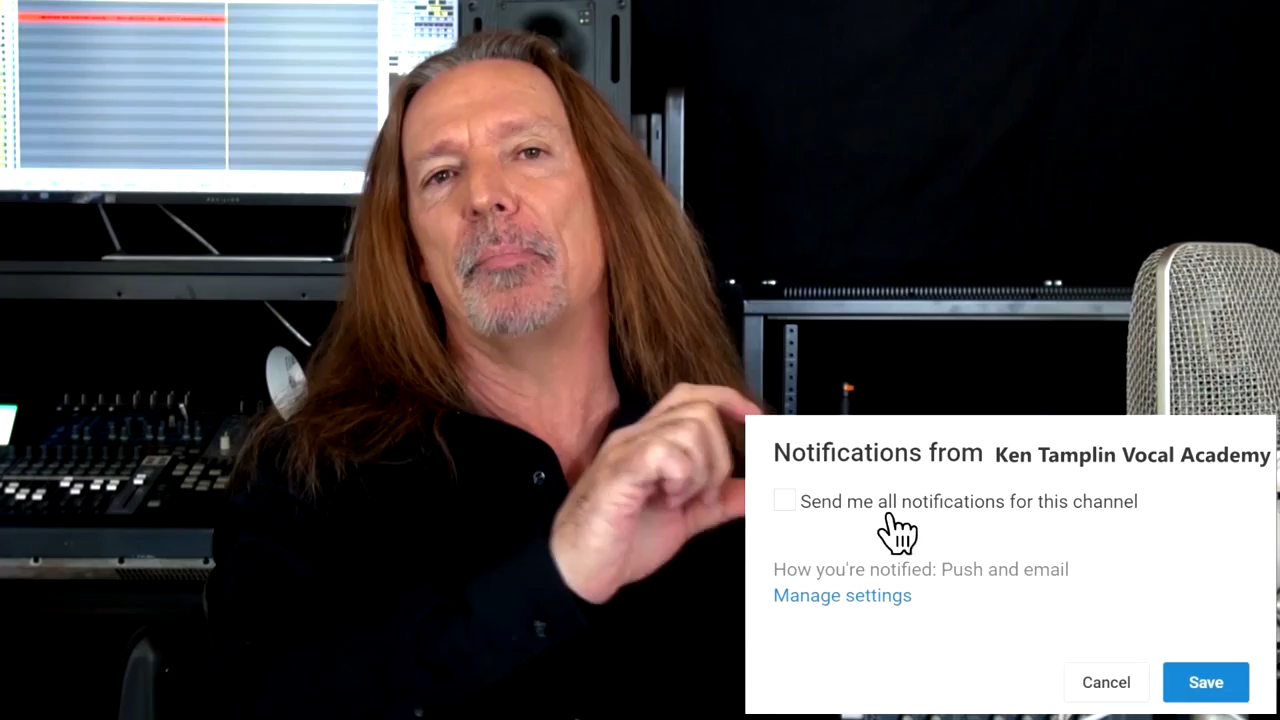 PAVILION
Notifications from Ken Tamplin Vocal Academy
Send me all notifications for this channel
How you're notified: Push and email
Manage settings
Cancel
Save